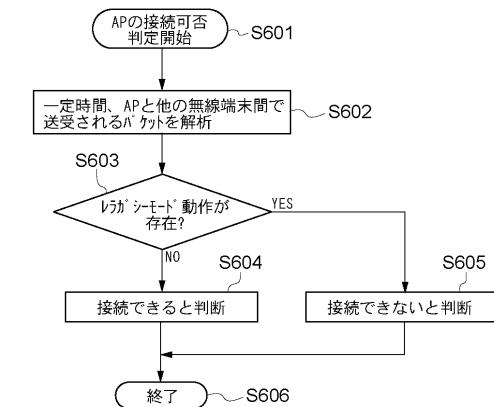 APの接続可否
判定開始
S601
一定時間、APと他の無線端末間で
送受されるﾊﾟｹｯﾄを解析
S602
S603
ﾚﾗｶﾞｼーﾓーﾄﾞ動作が
存在?
YES
NO
S604
S605
接続できると判断
接続できないと判断
終了
S606